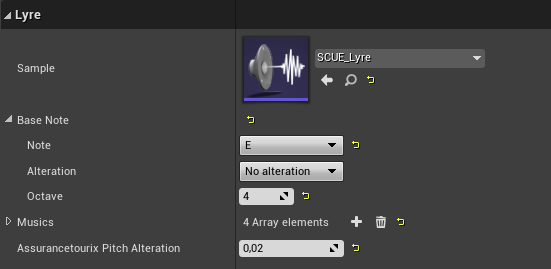 Lyre
Sample
SCUE_Lyre
Base Note
Note
E
Alteration
No alteration
Octave
4
Musics
4 Array elements
Assurancetourix Pitch Alteration
0,02